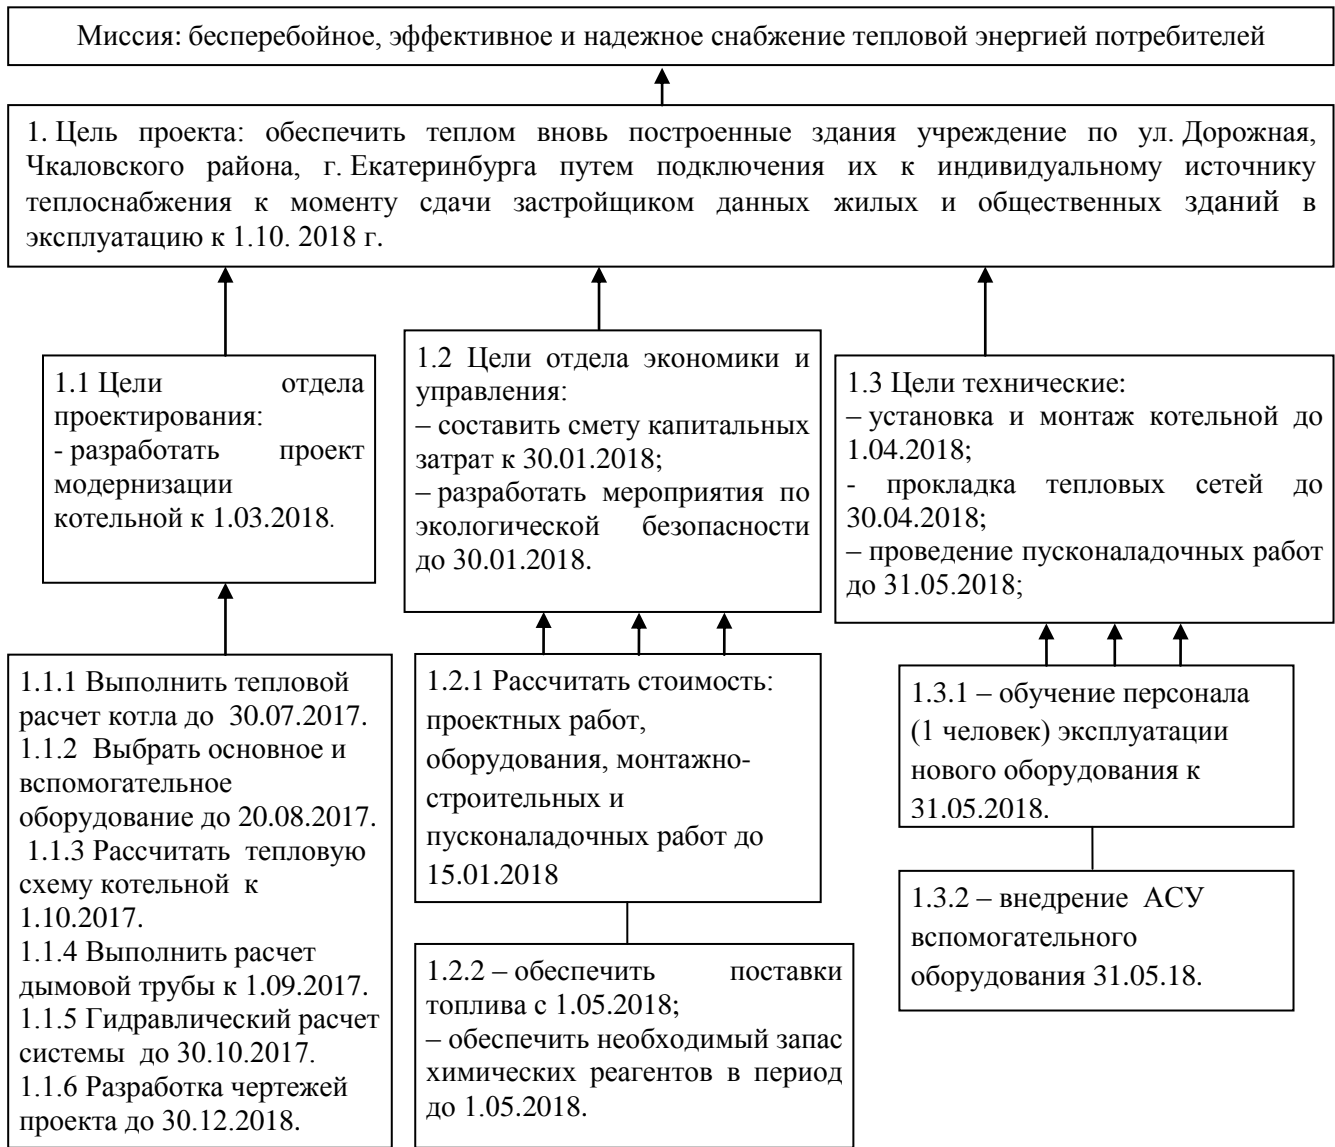 Миссия: бесперебойное, эффективное и надежное снабжение тепловой энергией потребителей
1. Цель проекта: обеспечить теплом вновь построенные здания учреждение по ул. Дорожная,
Чкаловского района, г. Екатеринбурга путем подключения их к индивидуальному источнику
теплоснабжения к моменту сдачи застройщиком данных жилых и общественных зданий в
эксплуатацию к 1.10. 2018 г.
1.1 Цели отдела
проектирования:
- разработать проект
модернизации
котельной к 1.03.2018.
1.2 Цели отдела экономики и
управления:
– составить смету капитальных
затрат к 30.01.2018;
– разработать мероприятия по
экологической безопасности
до 30.01.2018.
1.3 Цели технические:
– установка и монтаж котельной до
1.04.2018;
- прокладка тепловых сетей до
30.04.2018;
– проведение пусконаладочных работ
до 31.05.2018;
1.1.1 Выполнить тепловой
расчет котла до 30.07.2017.
1.1.2 Выбрать основное и
вспомогательное
оборудование до 20.08.2017.
1.1.3 Рассчитать тепловую
схему котельной к
1.10.2017.
1.1.4 Выполнить расчет
дымовой трубы к 1.09.2017.
1.1.5 Гидравлический расчет
системы до 30.10.2017.
1.1.6 Разработка чертежей
проекта до 30.12.2018.
1.2.1 Рассчитать стоимость:
проектных работ,
оборудования, монтажно-
строительных и
пусконаладочных работ до
15.01.2018
1.2.2 – обеспечить поставки
топлива с 1.05.2018;
– обеспечить необходимый запас
химических реагентов в период
до 1.05.2018.
1.3.1 – обучение персонала
(1 человек) эксплуатации
нового оборудования к
31.05.2018.
1.3.2 – внедрение АСУ
вспомогательного
оборудования 31.05.18.